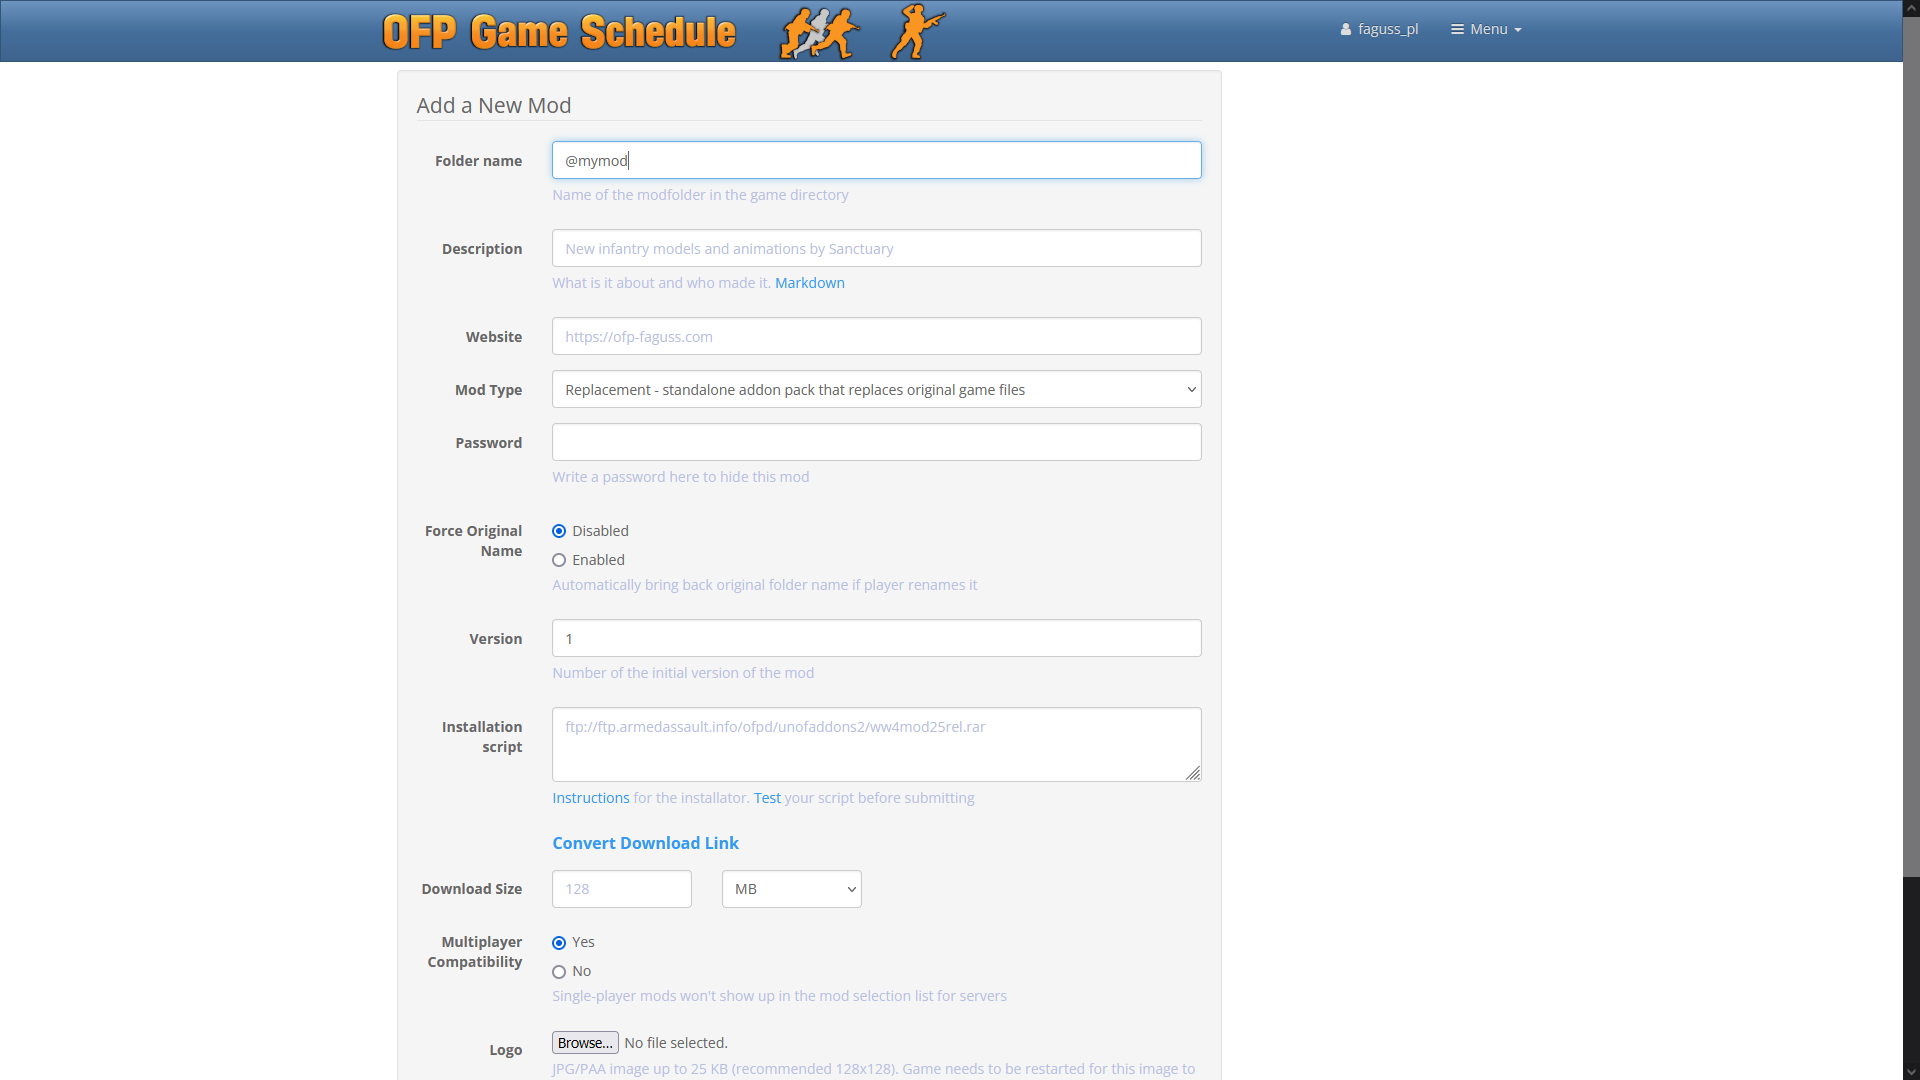 OFP Game Schedule
faguss_pl
Menu
Add a New Mod
Folder name
@mymod
Name of the modfolder in the game directory
Description
New infantry models and animations by Sanctuary
What is it about and who made it. Markdown
Website
https://ofp-faguss.com
Mod Type
Replacement - standalone addon pack that replaces original game files
Password
Write a password here to hide this mod
Force Original
Name
Disabled
Enabled
Automatically bring back original folder name if player renames it
Version
1
Number of the initial version of the mod
Installation
script
ftp://ftp.armedassault.info/ofpd/unofaddons2/ww4mod25rel.rar
Instructions for the installator. Test your script before submitting
Convert Download Link
Download Size
128
MB
Multiplayer
Compatibility
Yes
No
Single-player mods won't show up in the mod selection list for servers
Logo
Browse... No file selected.
JPG/PAA image up to 25 KB (recommended 128x128). Game needs to be restarted for this image to